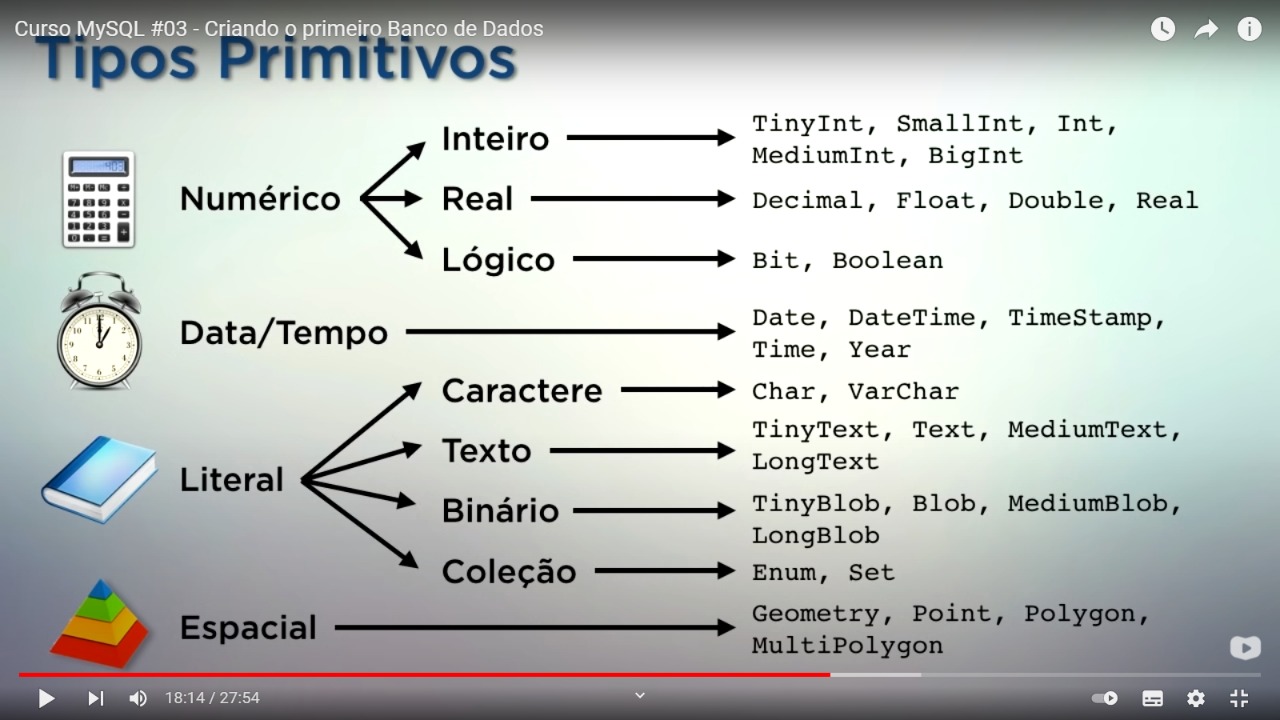 Curso MySQL #03 - Criando o primeiro Banco de Dados
Tipos Primitivos
Numérico
Inteiro
TinyInt, SmallInt, Int,
MediumInt, BigInt
Real
Decimal, Float, Double, Real
Lógico
Bit, Boolean
Data/Tempo
Date, DateTime, TimeStamp,
Time, Year
Literal
Caractere
Char, VarChar
Texto
TinyText, Text, MediumText,
LongText
Binário
TinyBlob, Blob, MediumBlob,
LongBlob
Coleção
Enum, Set
Espacial
Geometry, Point, Polygon,
MultiPolygon
18:14 / 27:54